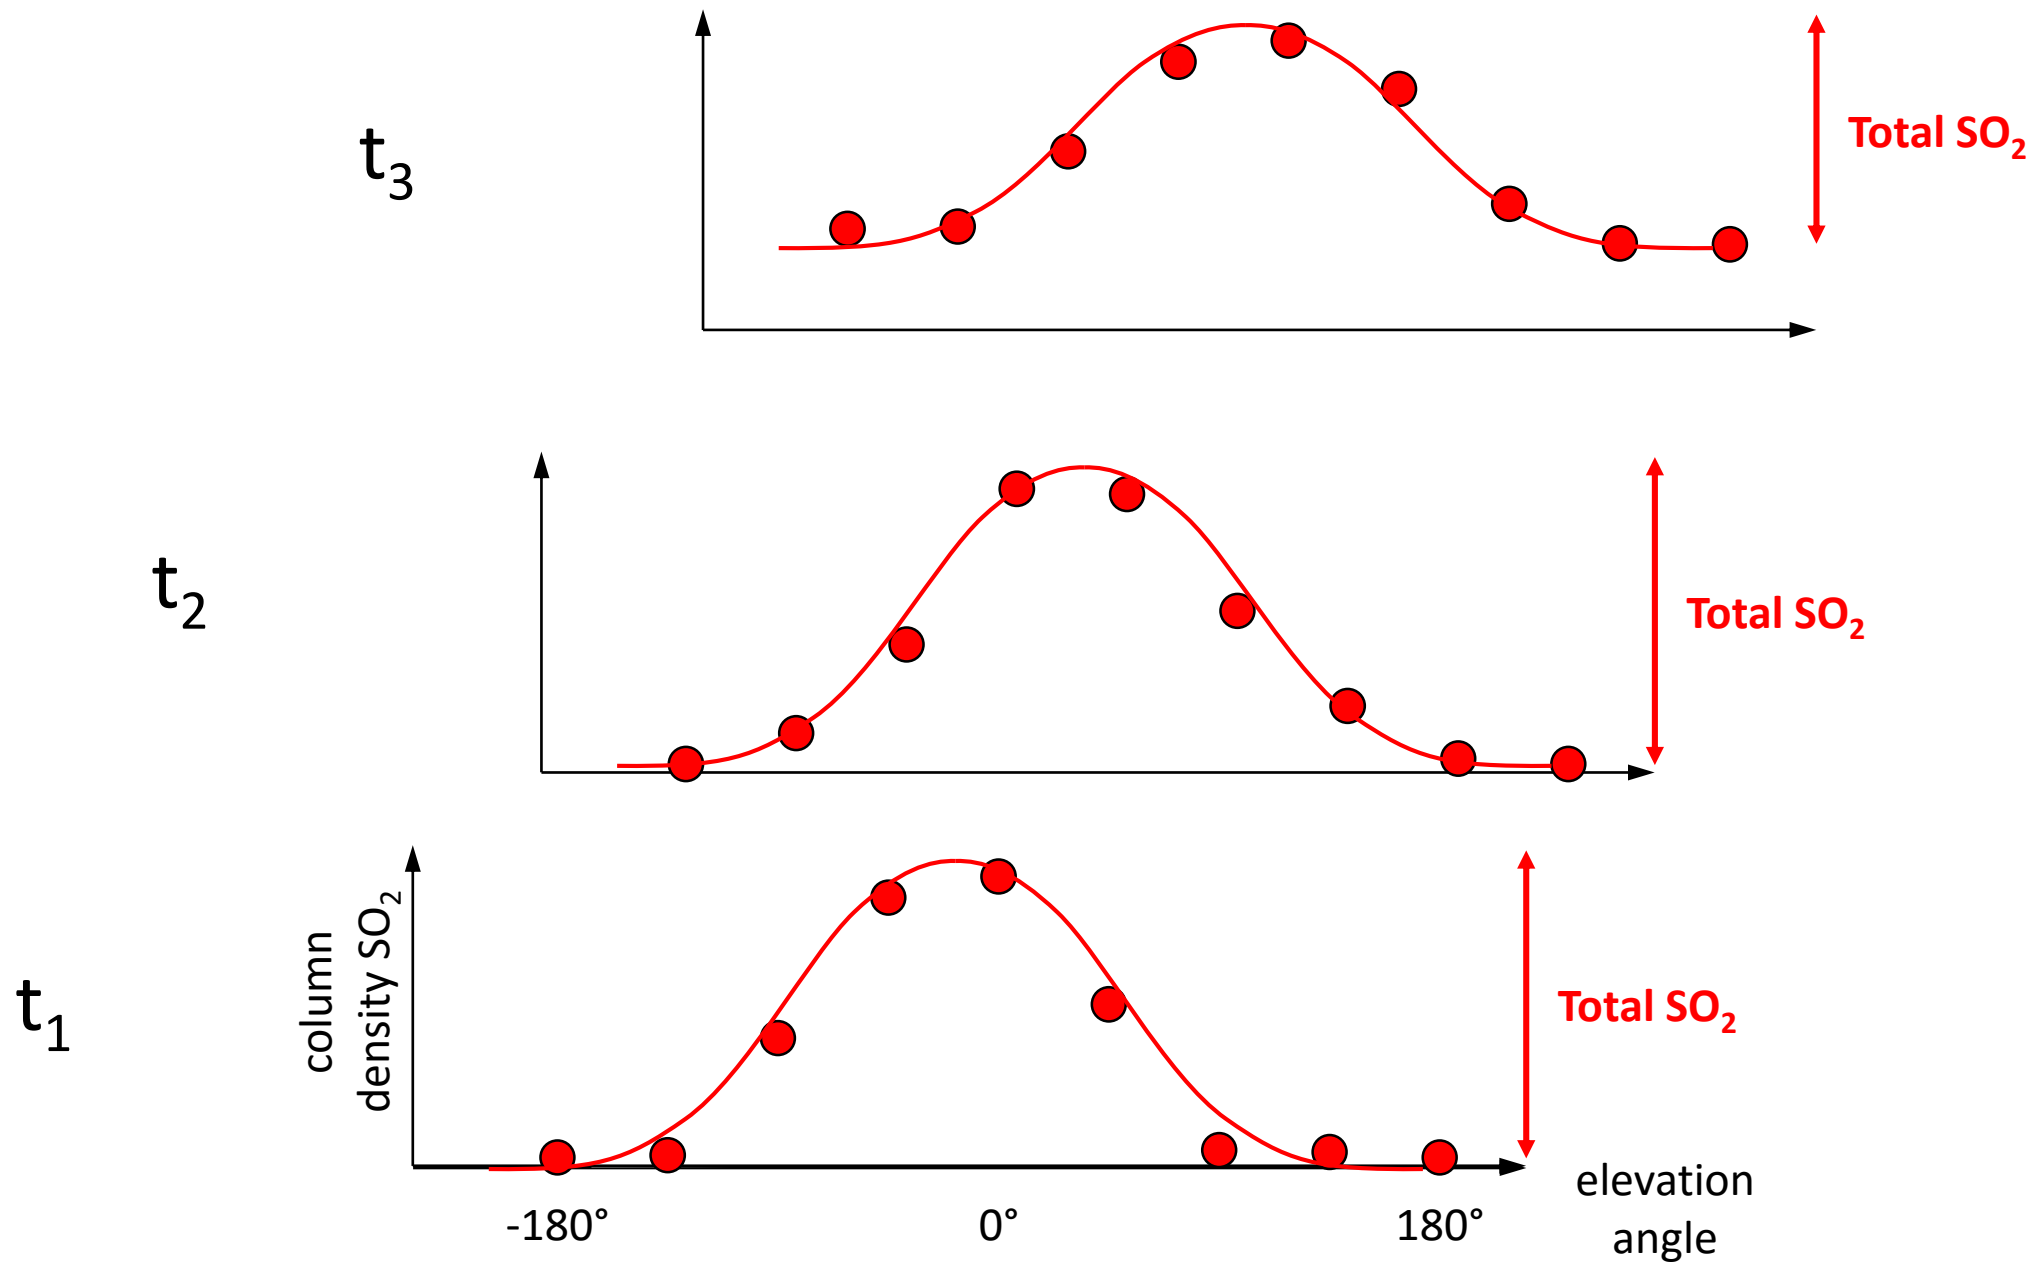 t3
Total SO2
t2
Total SO2
t1
column
density SO2
Total SO2
-180°
0°
180°
elevation
angle